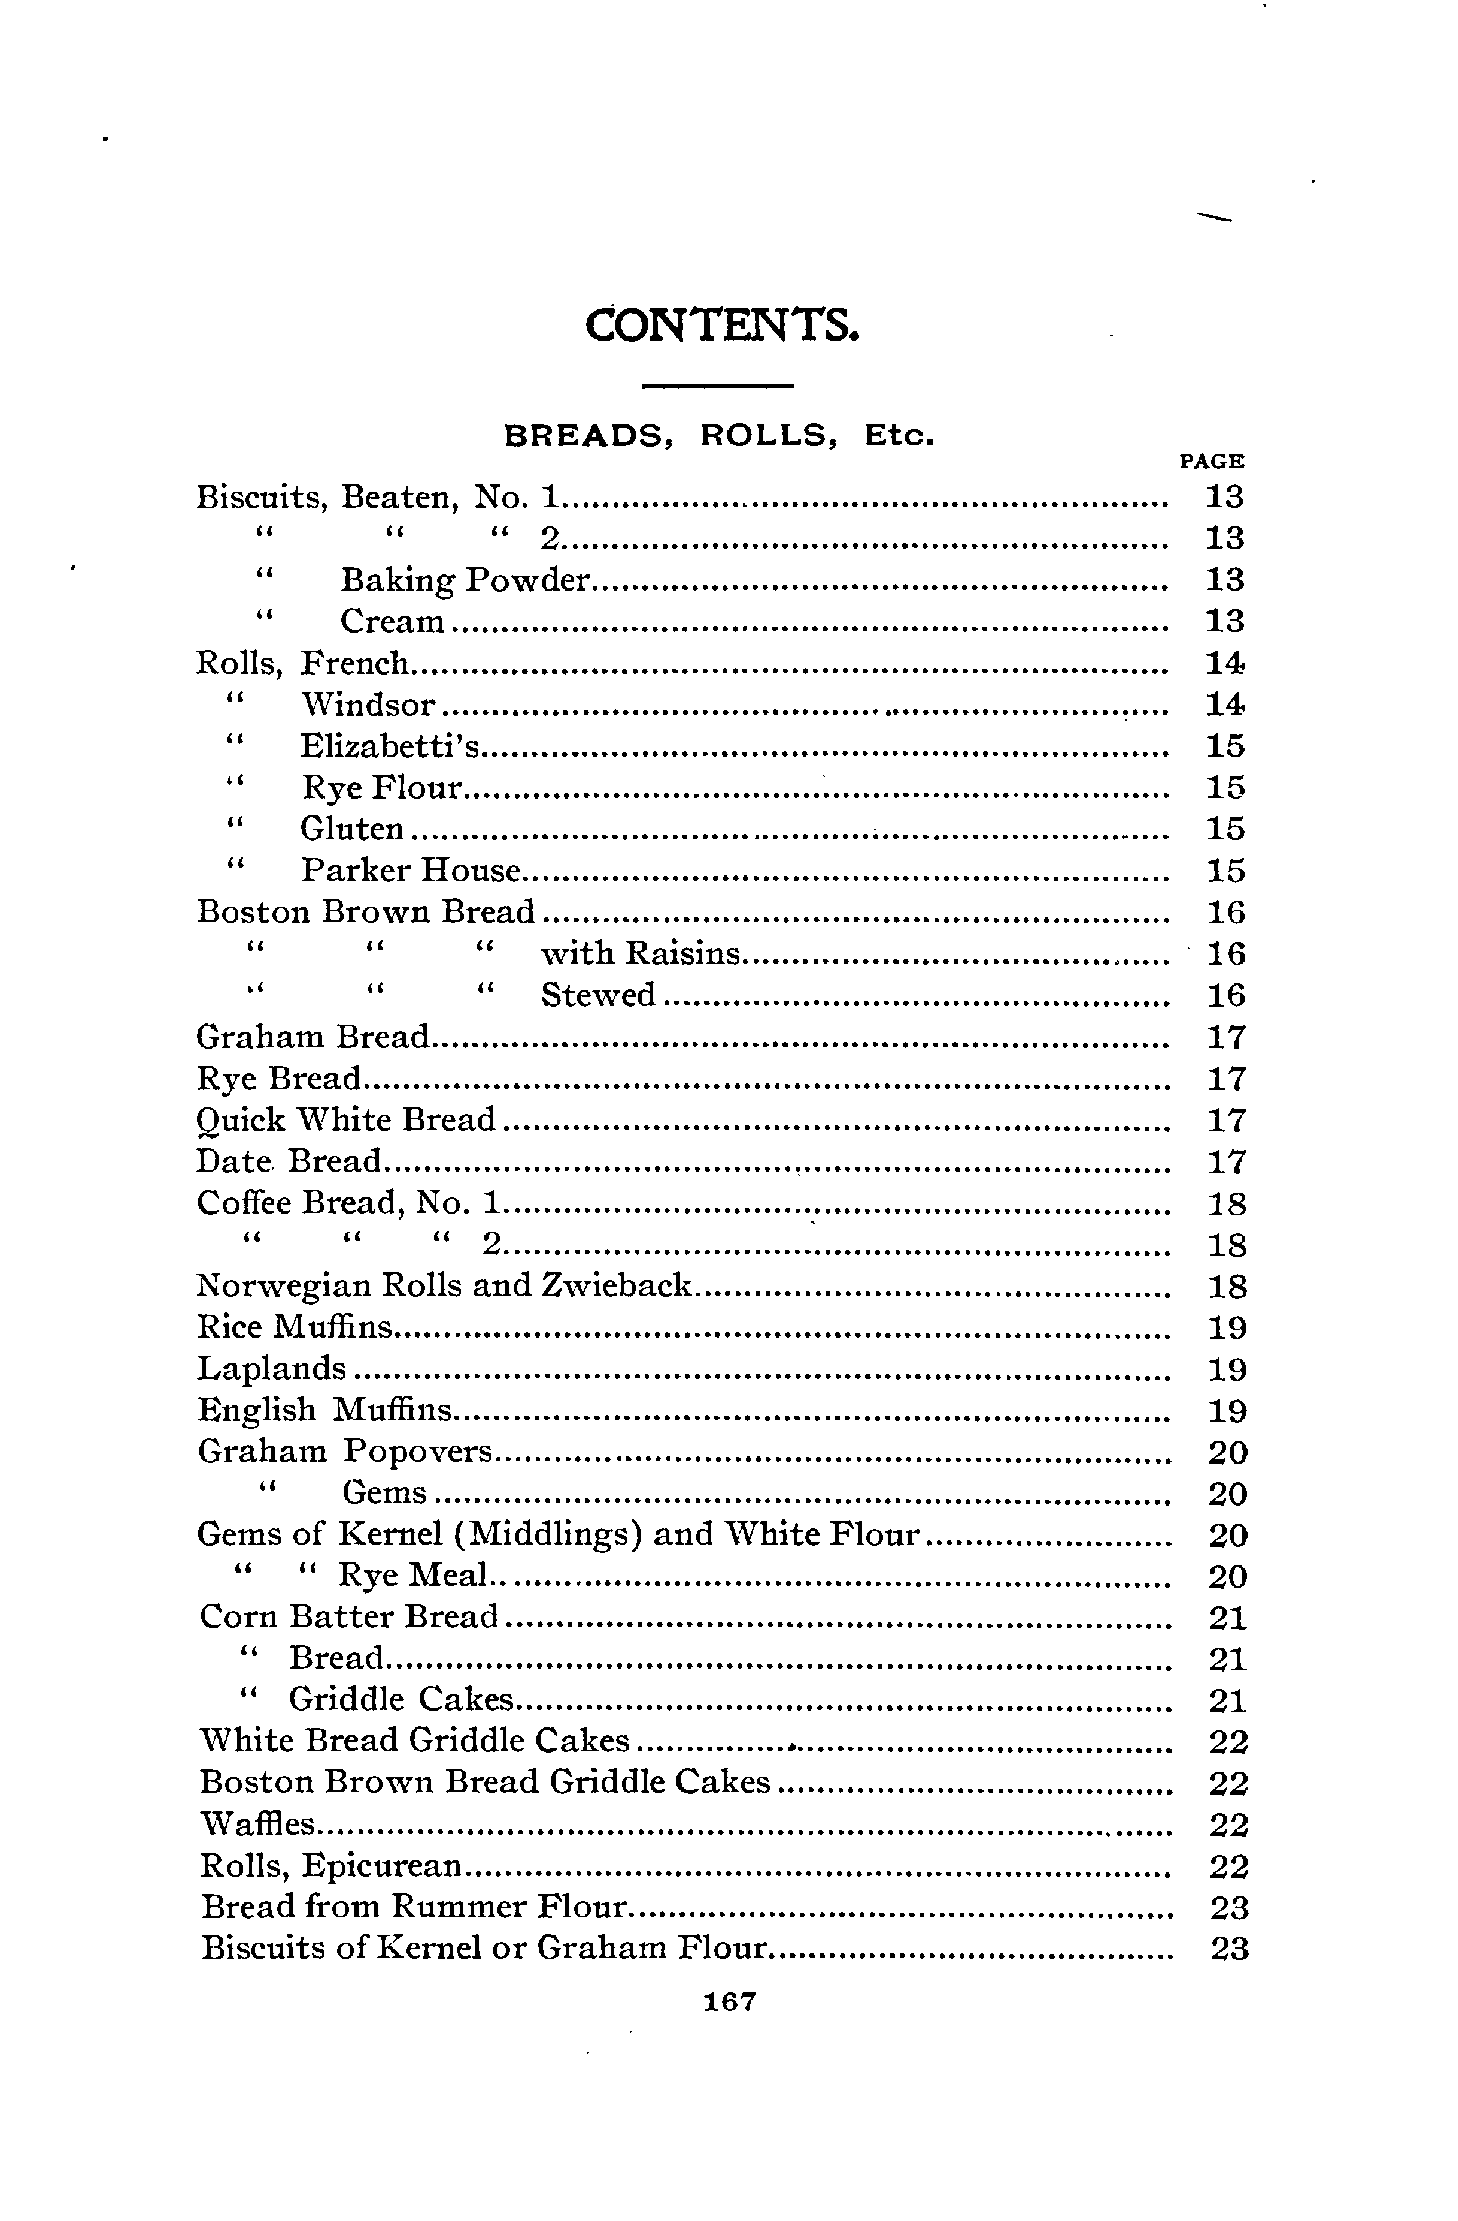 CONTENTS.
BREADS, ROLLS, Etc.
PAGE
Biscuits, Beaten, No. 1.......... 13
“ “ “ 2.......... 13
“ Baking Powder.......... 13
“ Cream.......... 13
Rolls, French.......... 14
“ Windsor.......... 14
“ Elizabetti's.......... 15
“ Rye Flour.......... 15
“ Gluten.......... 15
“ Parker House.......... 15
Boston Brown Bread.......... 16
“ “ “ with Raisins.......... 16
“ “ “ Stewed.......... 16
Graham Bread.......... 17
Rye Bread.......... 17
Quick White Bread.......... 17
Date Bread.......... 17
Coffee Bread, No. 1.......... 18
“ “ “ 2.......... 18
Norwegian Rolls and Zwieback.......... 18
Rice Muffins.......... 19
Laplands.......... 19
English Muffins.......... 19
Graham Popovers.......... 20
“ Gems.......... 20
Gems of Kernel (Middlings) and White Flour.......... 20
“ “ Rye Meal.......... 20
Corn Batter Bread.......... 21
“ Bread.......... 21
“ Griddle Cakes.......... 21
White Bread Griddle Cakes.......... 22
Boston Brown Bread Griddle Cakes.......... 22
Waffles.......... 22
Rolls, Epicurean.......... 22
Bread from Rummer Flour.......... 23
Biscuits of Kernel or Graham Flour.......... 23
167